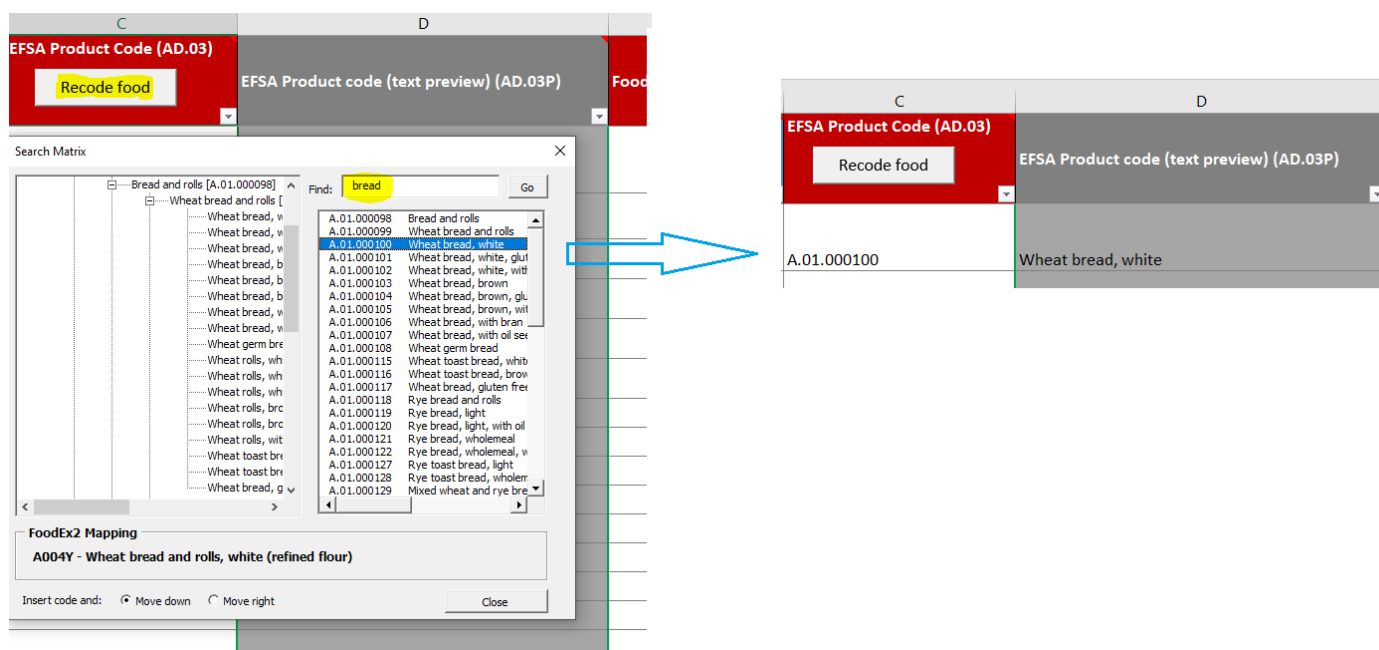 C
D
EFSA Product Code (AD.03)
Recode food
EFSA Product code (text preview) (AD.03P)
Food
Search Matrix
Bread and rolls [A.01.000098]
Wheat bread and rolls [
Wheat bread, w
Wheat bread, w
Wheat bread, w
Wheat bread, b
Wheat bread, b
Wheat bread, b
Wheat bread, w
Wheat bread, w
Wheat germ bre
Wheat rolls, wh
Wheat rolls, wh
Wheat rolls, wh
Wheat rolls, bro
Wheat rolls, bro
Wheat rolls, wit
Wheat toast bre
Wheat toast bre
Wheat bread, g
Find: bread Go
A.01.000098 Bread and rolls
A.01.000099 Wheat bread and rolls
A.01.000100 Wheat bread, white
A.01.000101 Wheat bread, white, glut
A.01.000102 Wheat bread, white, with
A.01.000103 Wheat bread, brown
A.01.000104 Wheat bread, brown, glu
A.01.000105 Wheat bread, brown, wit
A.01.000106 Wheat bread, with bran
A.01.000107 Wheat bread, with oil see
A.01.000108 Wheat germ bread
A.01.000115 Wheat toast bread, white
A.01.000116 Wheat toast bread, brow
A.01.000117 Wheat bread, gluten free
A.01.000118 Rye bread and rolls
A.01.000119 Rye bread, light
A.01.000120 Rye bread, light, with oil
A.01.000121 Rye bread, wholemeal
A.01.000122 Rye bread, wholemeal, w
A.01.000127 Rye toast bread, light
A.01.000128 Rye toast bread, wholem
A.01.000129 Mixed wheat and rye bre
FoodEx2 Mapping
A004Y - Wheat bread and rolls, white (refined flour)
Insert code and: Move down Move right Close
C
D
EFSA Product Code (AD.03)
Recode food
EFSA Product code (text preview) (AD.03P)
A.01.000100
Wheat bread, white